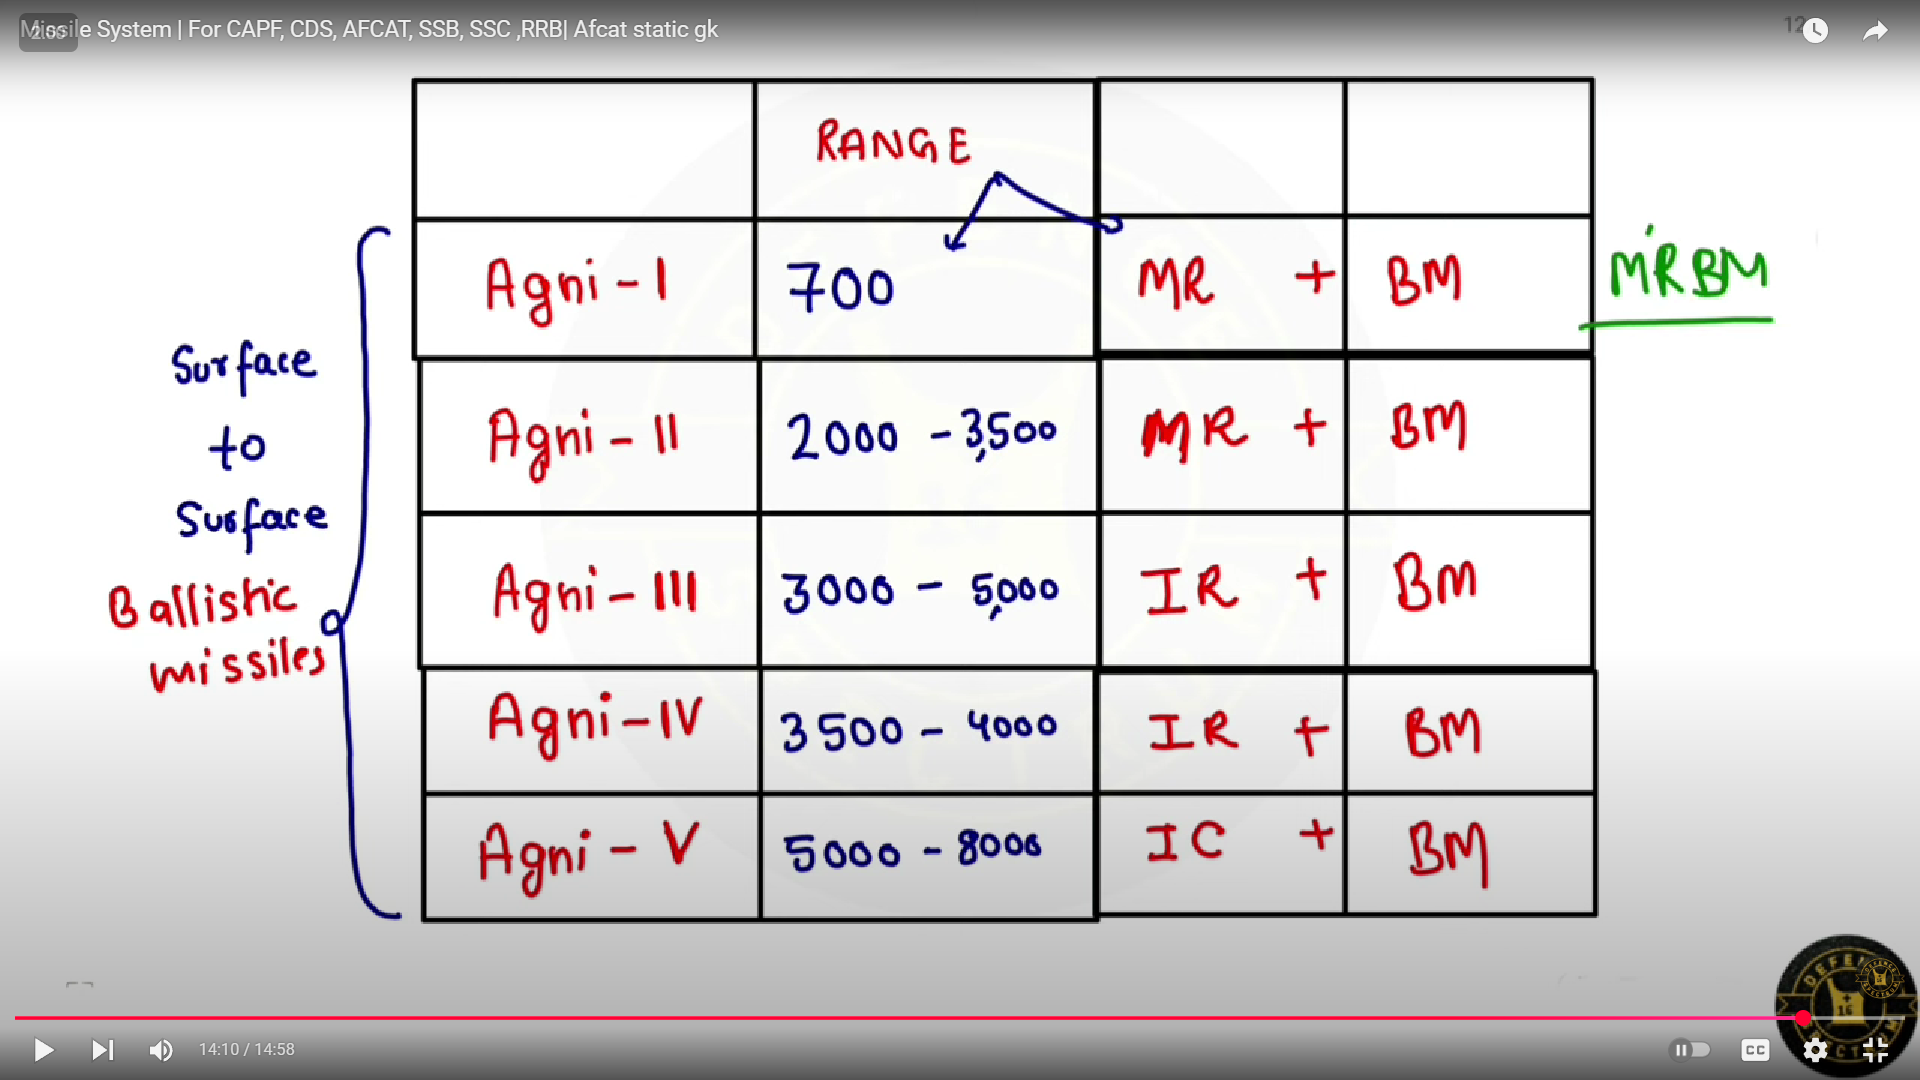 Missile System | For CAPF, CDS, AFCAT, SSB, SSC ,RRB| Afcat static gk
RANGE
Agni - I 700 MR + BM MRBM
Agni - II 2000 - 3,500 MR + BM
Agni - III 3000 - 5,000 IR + BM
Agni - IV 3500 - 4000 IR + BM
Agni - V 5000 - 8000 IC + BM
Surface
to
Surface
Ballistic
missiles
14:10 / 14:58
CC